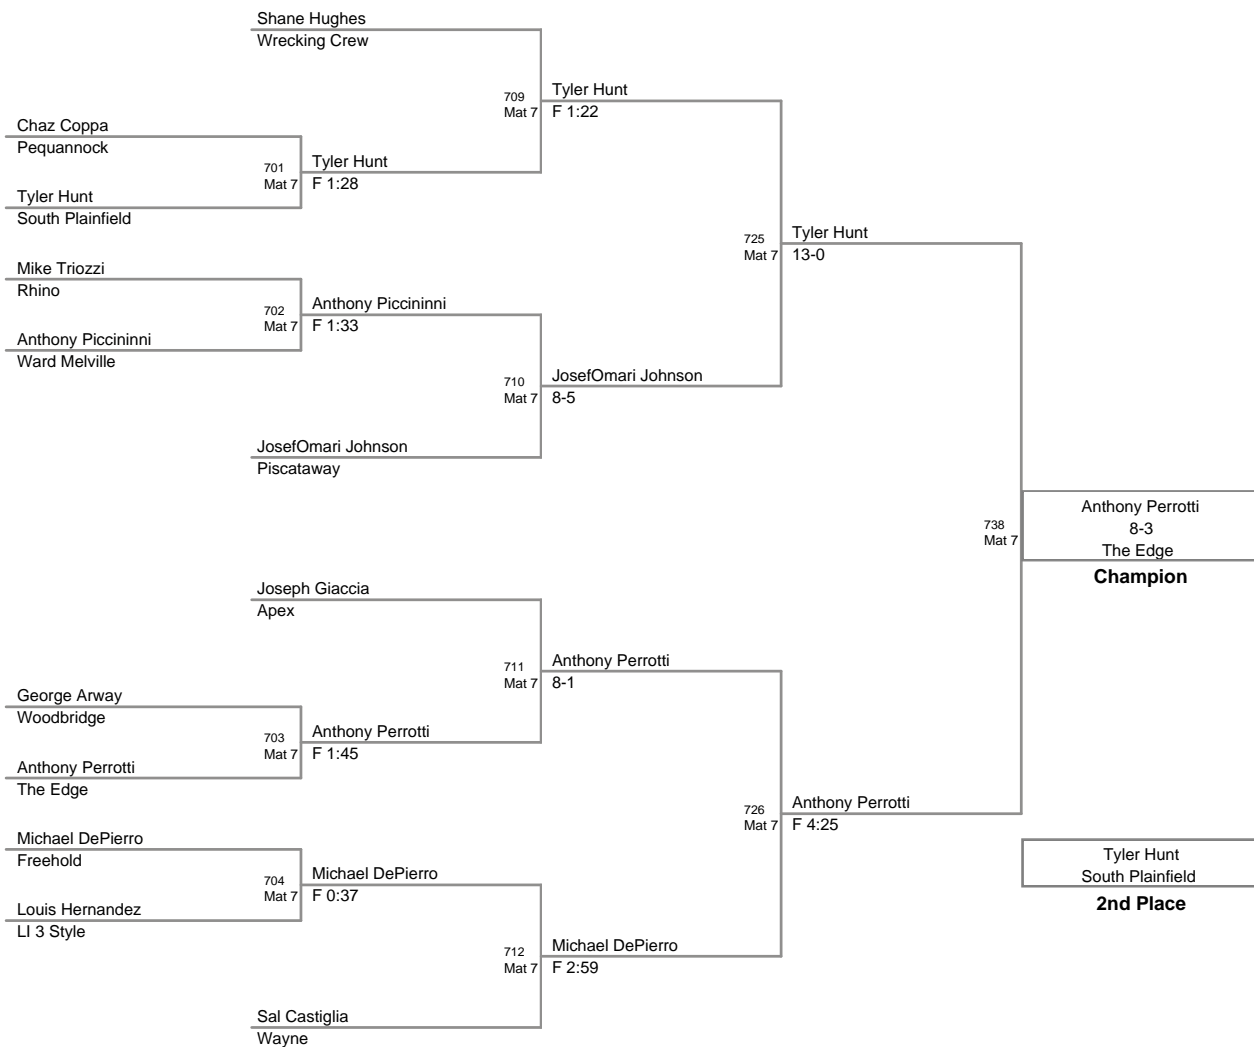 Shane Hughes
Wrecking Crew
709
Mat 7
Tyler Hunt
F 1:22
Chaz Coppa
Pequannock
701
Mat 7
Tyler Hunt
F 1:28
Tyler Hunt
South Plainfield
725
Mat 7
Tyler Hunt
13-0
Mike Triozzi
Rhino
702
Mat 7
Anthony Piccininni
F 1:33
Anthony Piccininni
Ward Melville
710
Mat 7
JosefOmari Johnson
8-5
JosefOmari Johnson
Piscataway
738
Mat 7
Anthony Perrotti
8-3
The Edge
Champion
Joseph Giaccia
Apex
711
Mat 7
Anthony Perrotti
8-1
George Arway
Woodbridge
703
Mat 7
Anthony Perrotti
F 1:45
Anthony Perrotti
The Edge
726
Mat 7
Anthony Perrotti
F 4:25
Michael DePierro
Freehold
704
Mat 7
Michael DePierro
F 0:37
Louis Hernandez
LI 3 Style
Tyler Hunt
South Plainfield
2nd Place
712
Mat 7
Michael DePierro
F 2:59
Sal Castiglia
Wayne